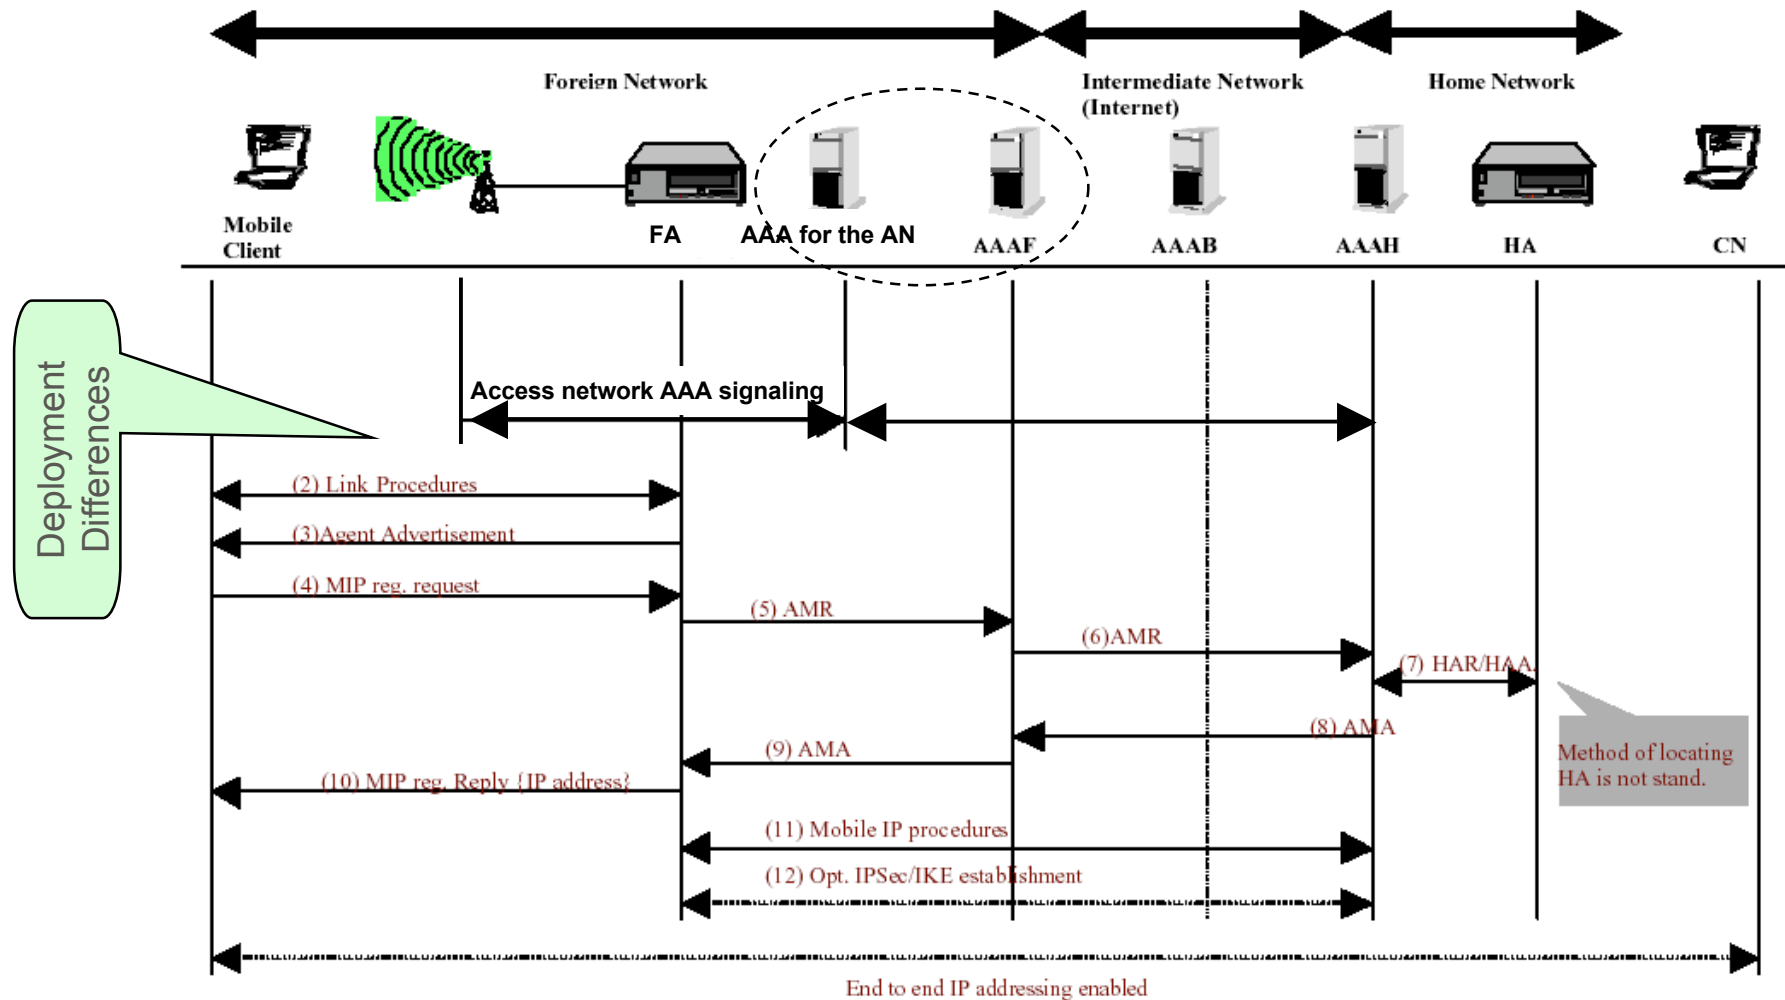 Foreign Network
Intermediate Network
(Internet)
Home Network
Mobile
Client
FA
AAA for the AN
AAAF
AAAB
AAAH
HA
CN
Deployment
Differences
Access network AAA signaling
(2) Link Procedures
(3)Agent Advertisement
(4) MIP reg. request
(5) AMR
(6)AMR
(7) HAR/HAA.
(8) AMA
(9) AMA
Method of locating
HA is not stand.
(10) MIP reg. Reply {IP address}
(11) Mobile IP procedures
(12) Opt. IPSec/IKE establishment
End to end IP addressing enabled